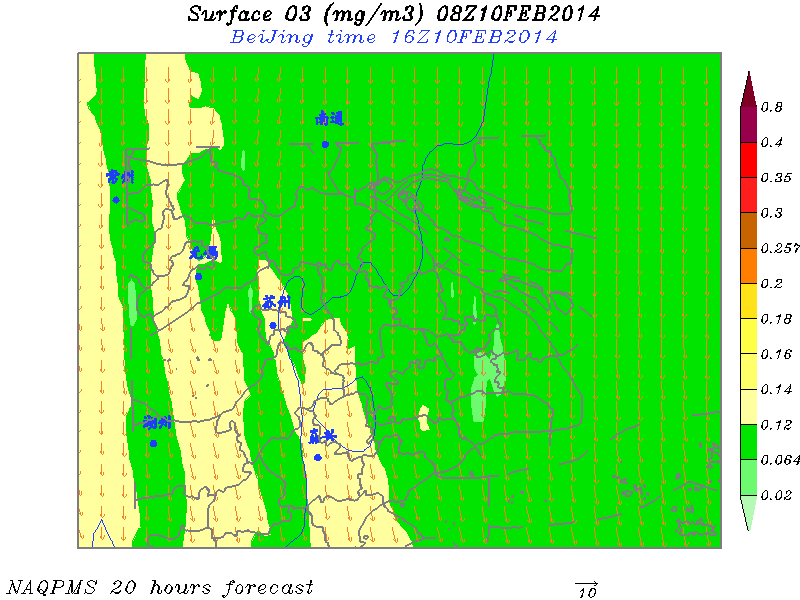 Surface O3 (mg/m3) 08Z10FEB2014
BeiJing time 16Z10FEB2014
南通
常州
无锡
苏州
湖州
嘉兴
0.8
0.4
0.35
0.3
0.257
0.2
0.18
0.16
0.14
0.12
0.064
0.02
NAQPMS 20 hours forecast
10